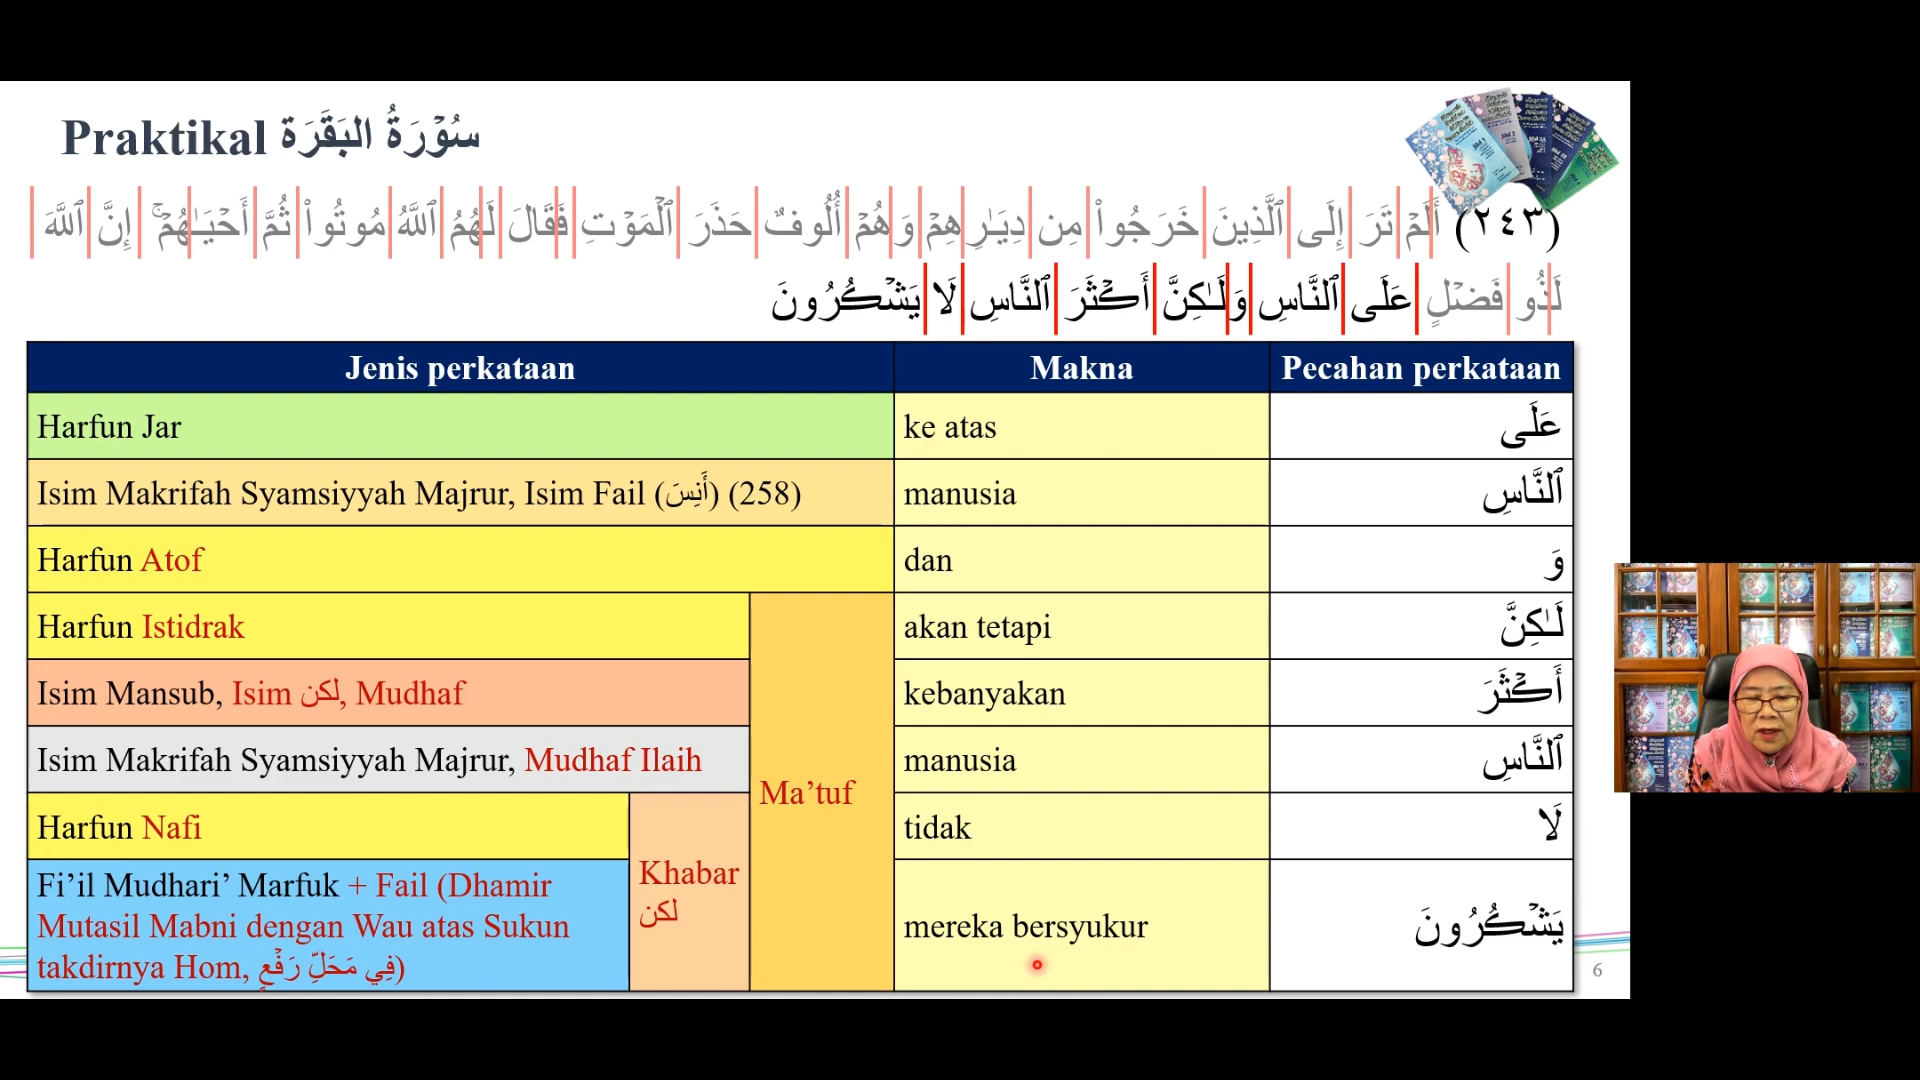 Praktikal سُوْرَةُ البَقَرَة
(٢٤٣) أَلَمْ تَرَ إِلَى ٱلَّذِينَ خَرَجُوا۟ مِن دِيَـٰرِهِمْ وَهُمْ أُلُوفٌ حَذَرَ ٱلْمَوْتِ فَقَالَ لَهُمُ ٱللَّهُ مُوتُوا۟ ثُمَّ أَحْيَـٰهُمْ ۚ إِنَّ ٱللَّهَ
لَذُو فَضْلٍ عَلَى ٱلنَّاسِ وَلَـٰكِنَّ أَكْثَرَ ٱلنَّاسِ لَا يَشْكُرُونَ
Jenis perkataan Makna Pecahan perkataan
Harfun Jar ke atas عَلَى
Isim Makrifah Syamsiyyah Majrur, Isim Fail (أَنِسَ) (258) manusia ٱلنَّاسِ
Harfun Atof dan وَ
Harfun Istidrak akan tetapi لَـٰكِنَّ
Isim Mansub, Isim لكن, Mudhaf kebanyakan أَكْثَرَ
Isim Makrifah Syamsiyyah Majrur, Mudhaf Ilaih manusia ٱلنَّاسِ
Ma’tuf
Harfun Nafi tidak لَا
Khabar
لكن
Fi’il Mudhari’ Marfuk + Fail (Dhamir
Mutasil Mabni dengan Wau atas Sukun
takdirnya Hom, فِي مَحَلِّ رَفْعٍ)
mereka bersyukur يَشْكُرُونَ
6